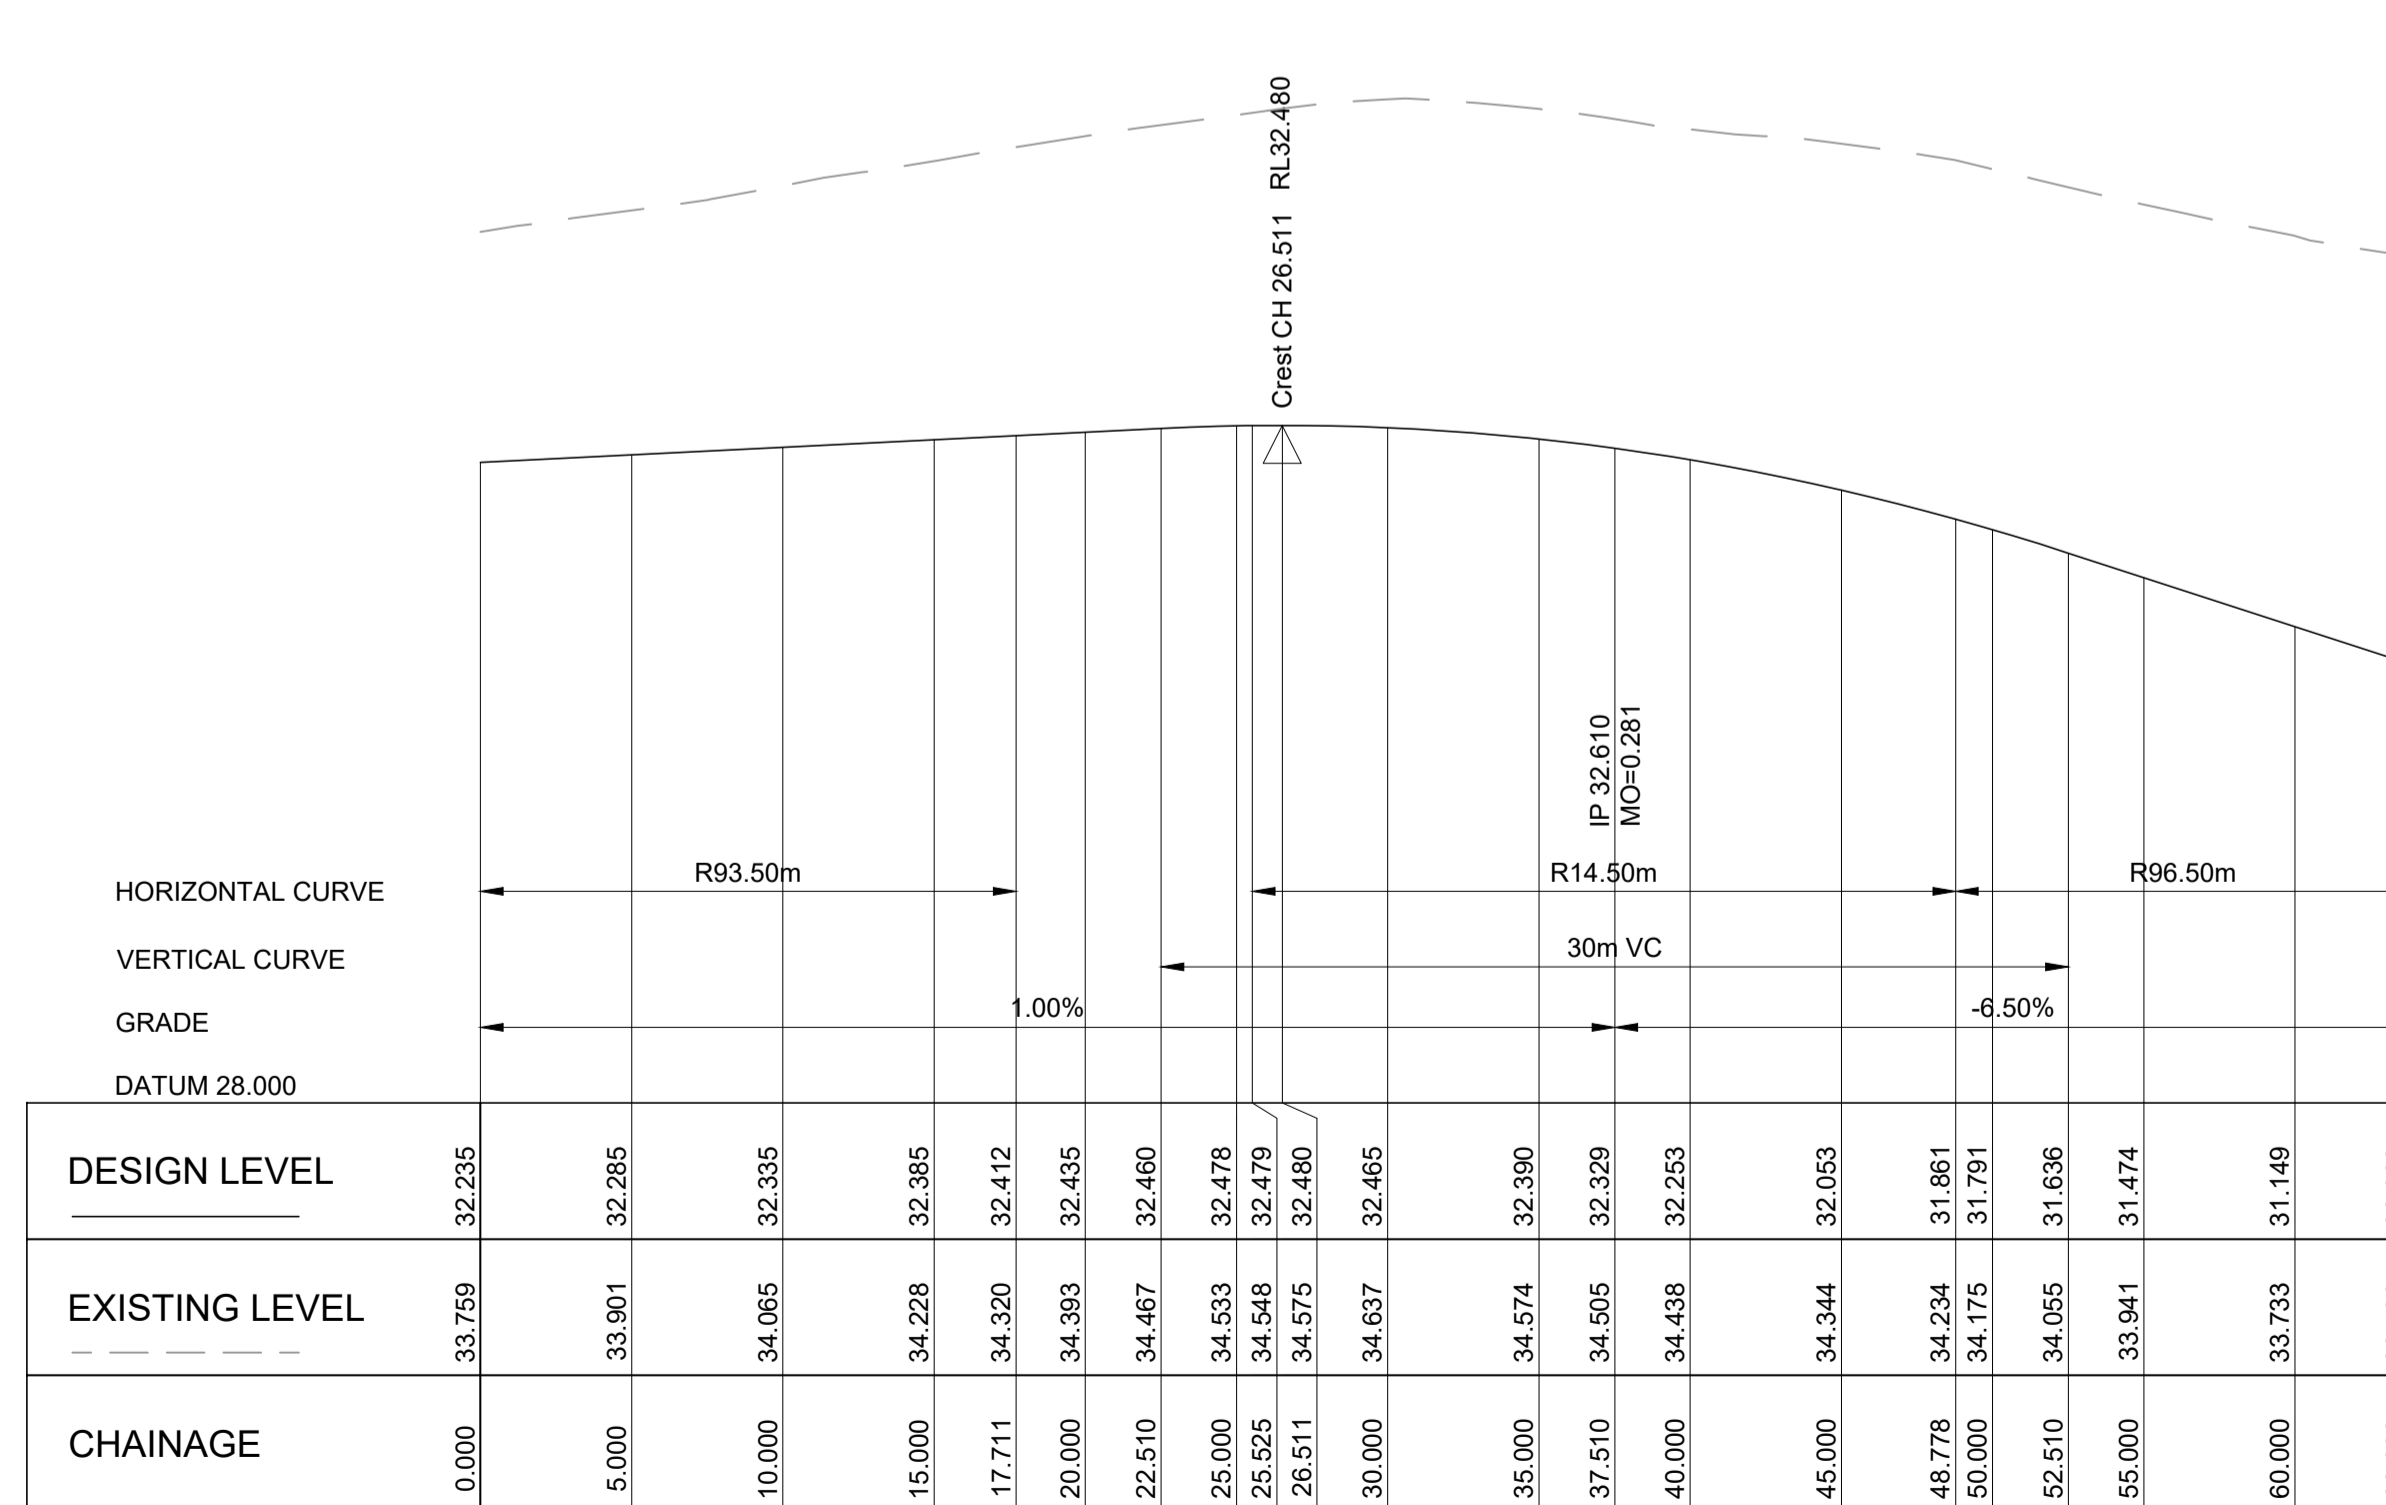 Crest CH 26.511 RL32.480
IP 32.610
MO=0.281
HORIZONTAL CURVE R93.50m R14.50m R96.50m
VERTICAL CURVE 30m VC
GRADE 1.00% -6.50%
DATUM 28.000
DESIGN LEVEL 32.235 32.285 32.335 32.385 32.412 32.435 32.460 32.478 32.479 32.480 32.465 32.390 32.329 32.253 32.053 31.861 31.791 31.636 31.474 31.149
EXISTING LEVEL 33.759 33.901 34.065 34.228 34.320 34.393 34.467 34.533 34.548 34.575 34.637 34.574 34.505 34.438 34.344 34.234 34.175 34.055 33.941 33.733
CHAINAGE 0.000 5.000 10.000 15.000 17.711 20.000 22.510 25.000 25.525 26.511 30.000 35.000 37.510 40.000 45.000 48.778 50.000 52.510 55.000 60.000